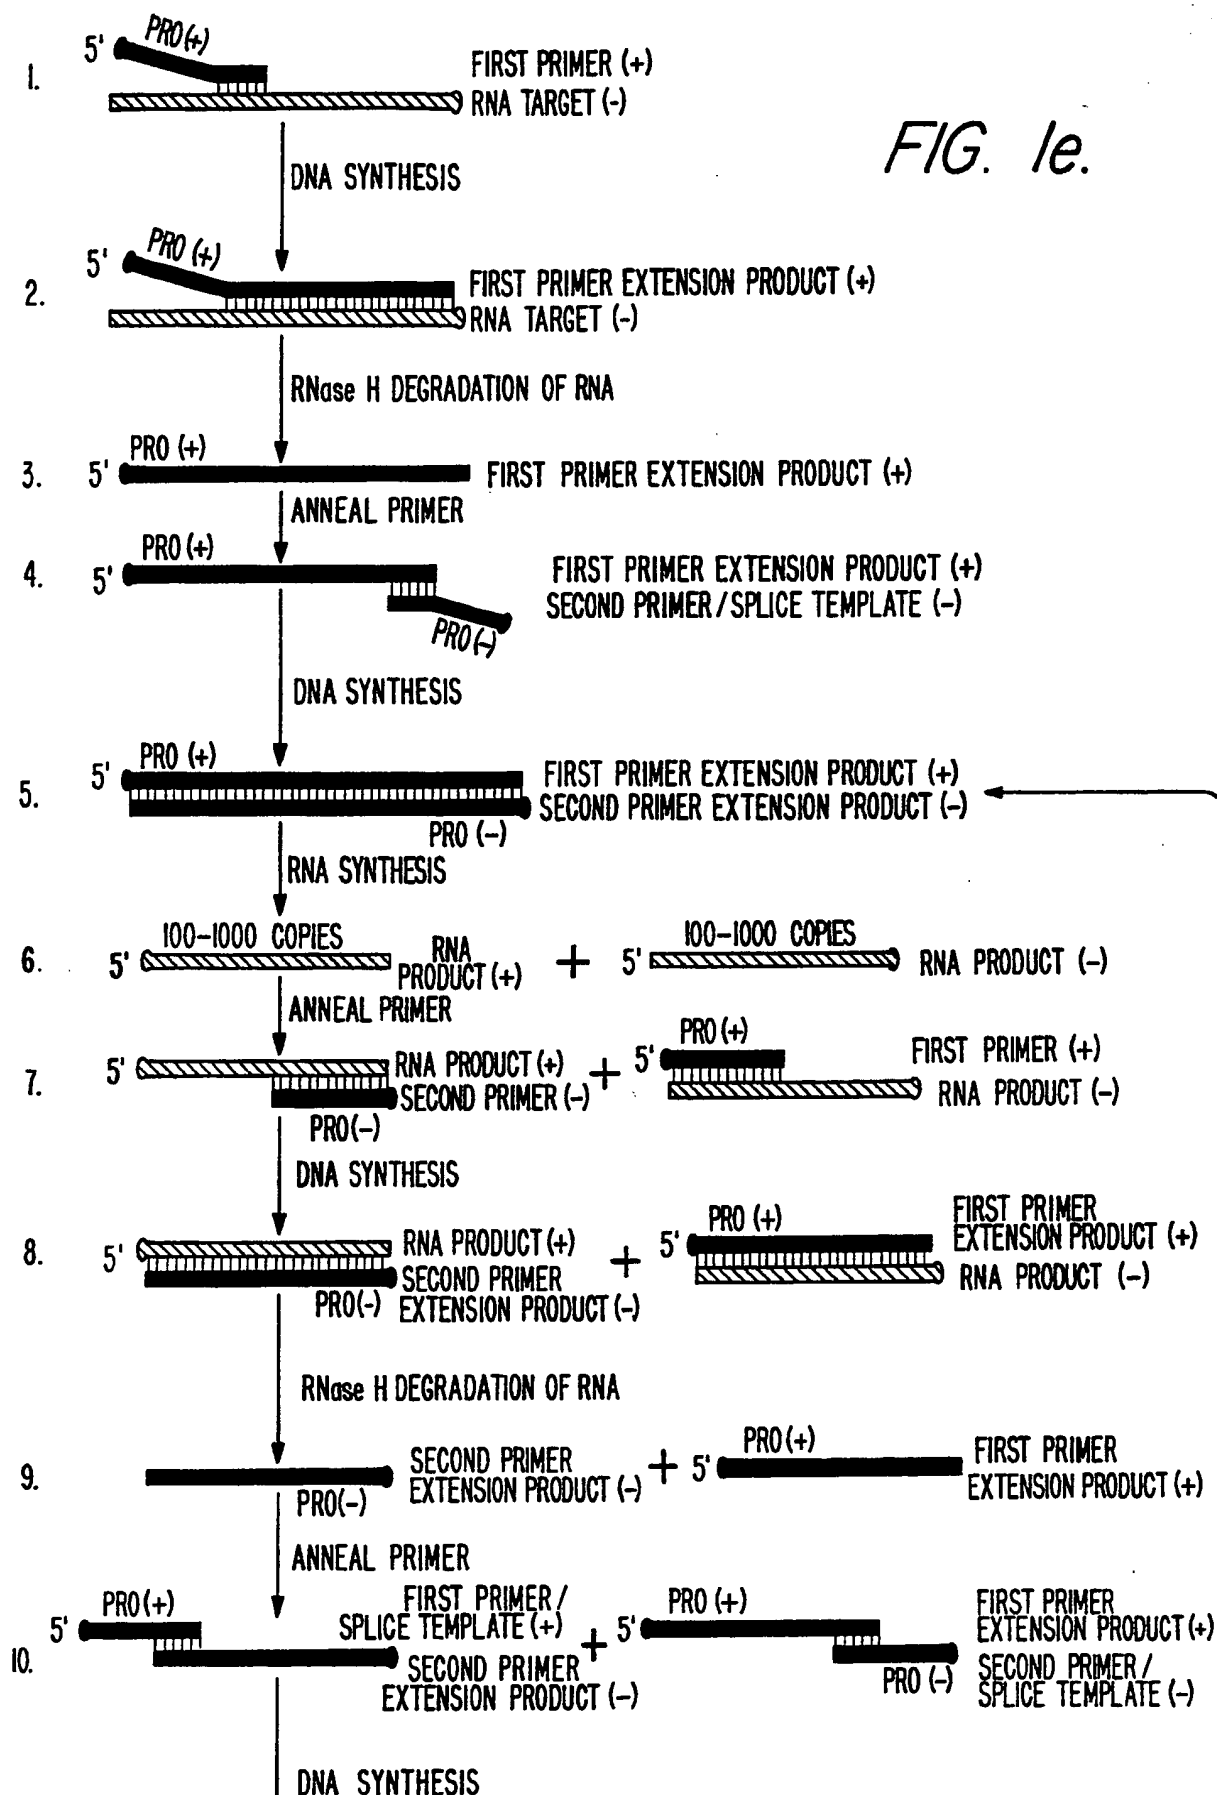 5' PRO(+)
1.
FIRST PRIMER (+)
RNA TARGET (-)
FIG. 1e.
DNA SYNTHESIS
5' PRO (+)
2.
FIRST PRIMER EXTENSION PRODUCT (+)
RNA TARGET (-)
RNase H DEGRADATION OF RNA
PRO (+)
3. 5' FIRST PRIMER EXTENSION PRODUCT (+)
ANNEAL PRIMER
PRO (+)
4. 5' FIRST PRIMER EXTENSION PRODUCT (+)
SECOND PRIMER/SPLICE TEMPLATE (-)
PRO(-)
DNA SYNTHESIS
PRO (+)
5' FIRST PRIMER EXTENSION PRODUCT (+)
5. SECOND PRIMER EXTENSION PRODUCT (-)
PRO (-)
RNA SYNTHESIS
100-1000 COPIES
6. 5' RNA
PRODUCT (+)
+
100-1000 COPIES
5' RNA PRODUCT (-)
ANNEAL PRIMER
7. 5' RNA PRODUCT (+)
SECOND PRIMER (-)
PRO(-)
+
PRO (+)
5' FIRST PRIMER (+)
RNA PRODUCT (-)
DNA SYNTHESIS
8. 5' RNA PRODUCT (+)
SECOND PRIMER
EXTENSION PRODUCT (-)
PRO(-)
+
PRO (+)
5' FIRST PRIMER
EXTENSION PRODUCT (+)
RNA PRODUCT (-)
RNase H DEGRADATION OF RNA
9. SECOND PRIMER
EXTENSION PRODUCT (-)
PRO(-)
+
PRO (+)
5' FIRST PRIMER
EXTENSION PRODUCT (+)
ANNEAL PRIMER
PRO (+)
5' FIRST PRIMER/
SPLICE TEMPLATE (+)
10. SECOND PRIMER
EXTENSION PRODUCT (-)
+
PRO (+)
5' FIRST PRIMER
EXTENSION PRODUCT (+)
PRO (-) SECOND PRIMER/
SPLICE TEMPLATE (-)
DNA SYNTHESIS